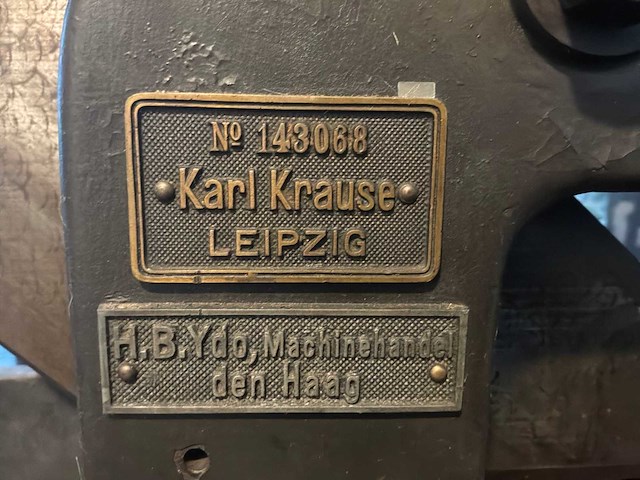 Nº 143068
Karl Krause
LEIPZIG
H.B.Ydo, Machinehandel
den Haag